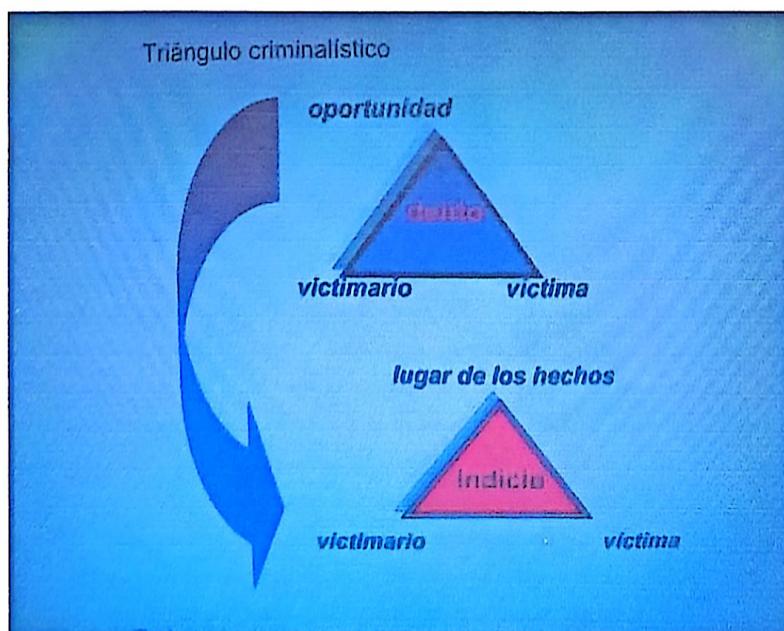 Triángulo criminalístico
oportunidad
delito
victimario
víctima
lugar de los hechos
indicio
victimario
víctima